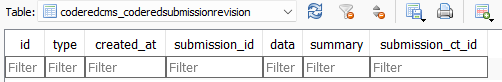 Table: coderedcms_coderedsubmissionrevision
id type created_at submission_id data summary submission_ct_id
Filter Filter Filter Filter Filter Filter Filter